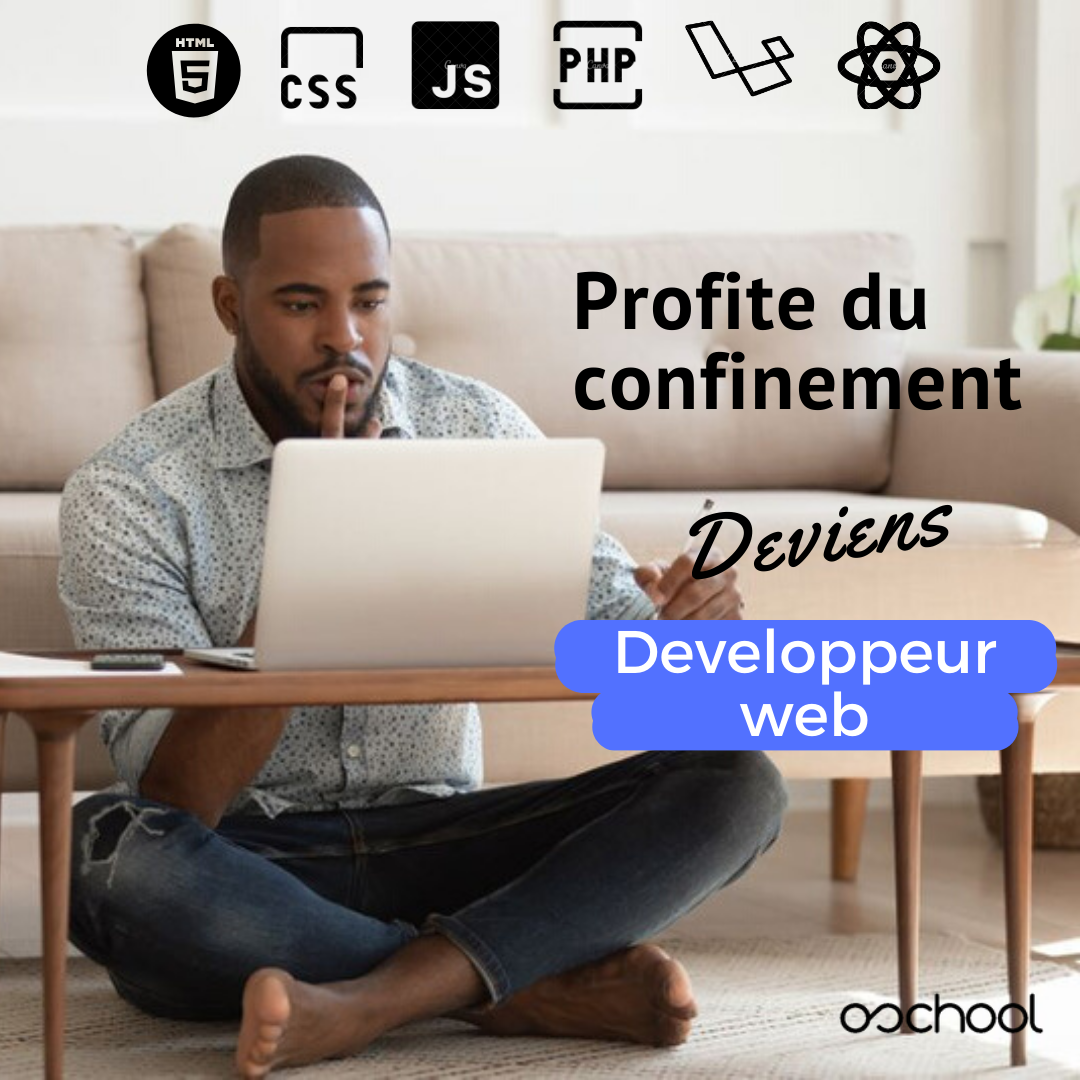 HTML
5
CSS
JS
PHP
Profite du
confinement
Deviens
Developpeur
web
oschool